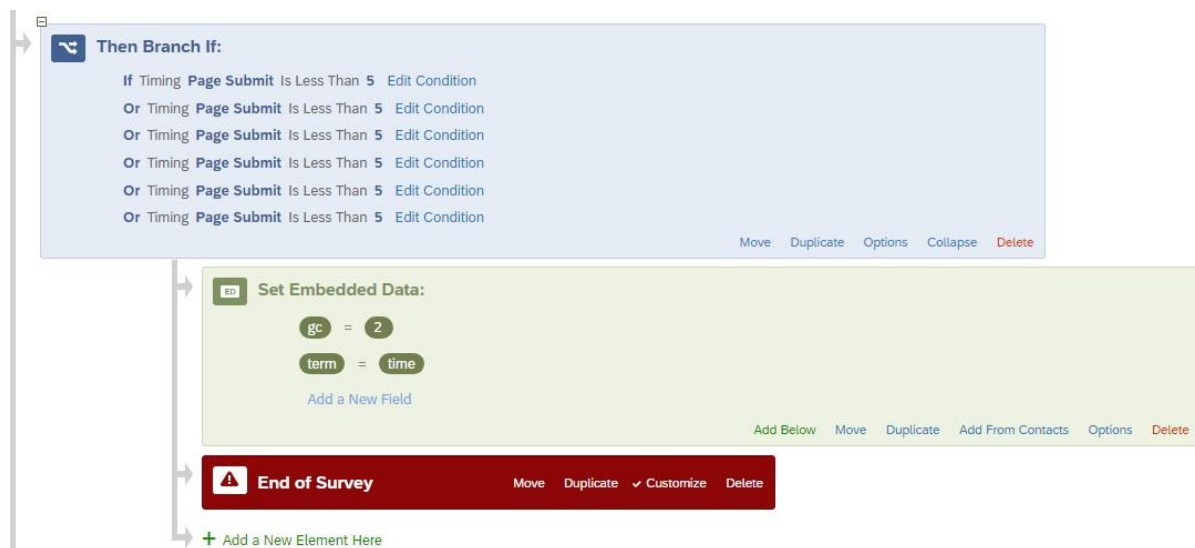 Then Branch If:
If Timing Page Submit Is Less Than 5 Edit Condition
Or Timing Page Submit Is Less Than 5 Edit Condition
Or Timing Page Submit Is Less Than 5 Edit Condition
Or Timing Page Submit Is Less Than 5 Edit Condition
Or Timing Page Submit Is Less Than 5 Edit Condition
Or Timing Page Submit Is Less Than 5 Edit Condition
Move Duplicate Options Collapse Delete
ED Set Embedded Data:
gc = 2
term = time
Add a New Field
Add Below Move Duplicate Add From Contacts Options Delete
End of Survey Move Duplicate ✓ Customize Delete
+ Add a New Element Here